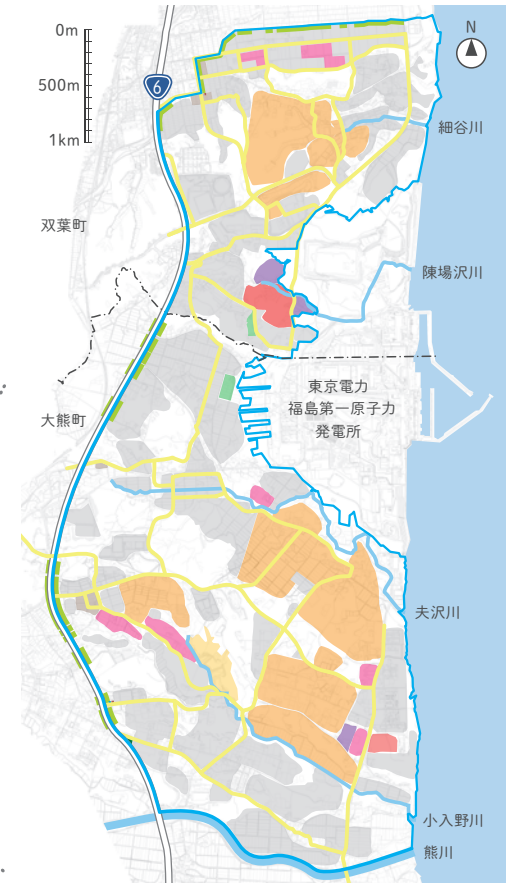 0m
500m
1km
6
N
細谷川
双葉町
陳場沢川
東京電力
福島第一原子力
発電所
大熊町
夫沢川
小入野川
熊川